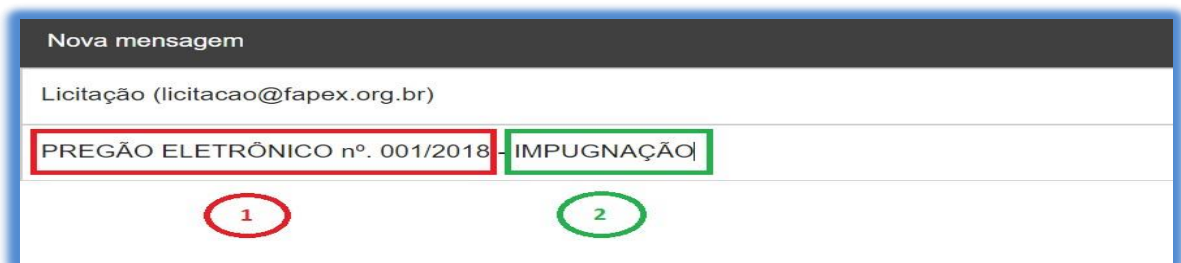 Nova mensagem
Licitação (licitacao@fapex.org.br)
PREGÃO ELETRÔNICO nº. 001/2018 - IMPUGNAÇÃO
1 2